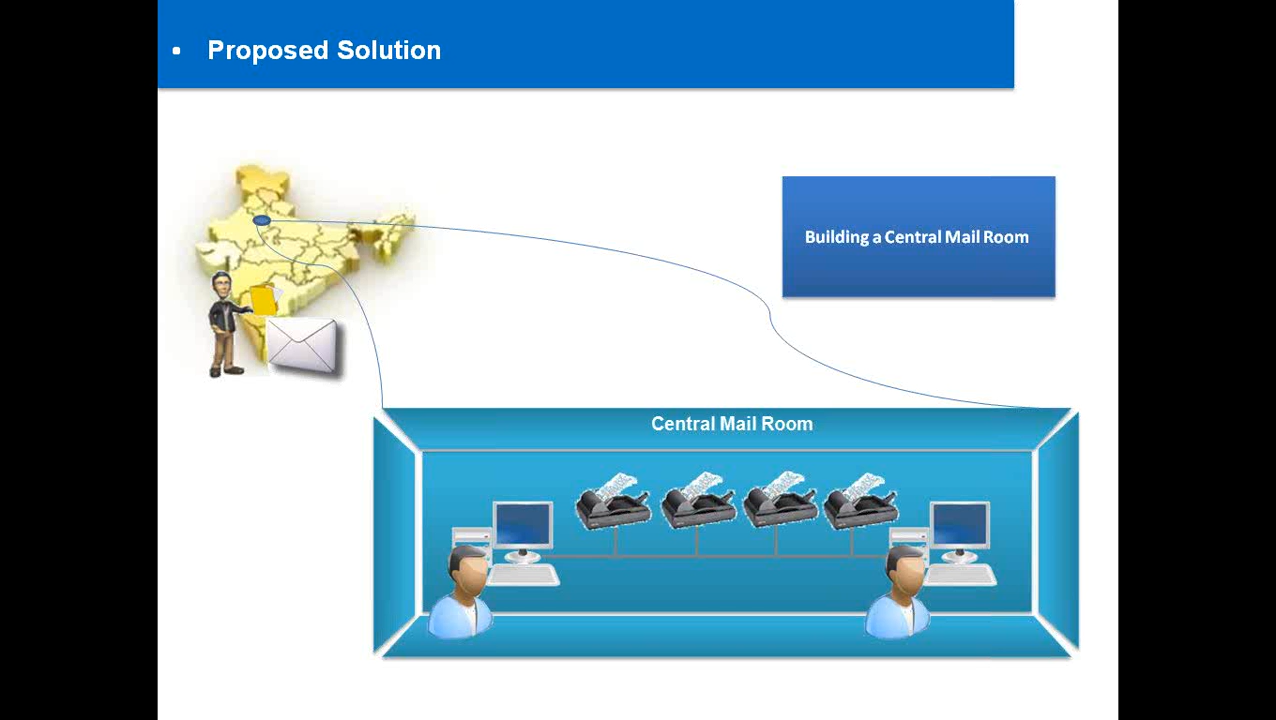 ▪ Proposed Solution
Building a Central Mail Room
Central Mail Room